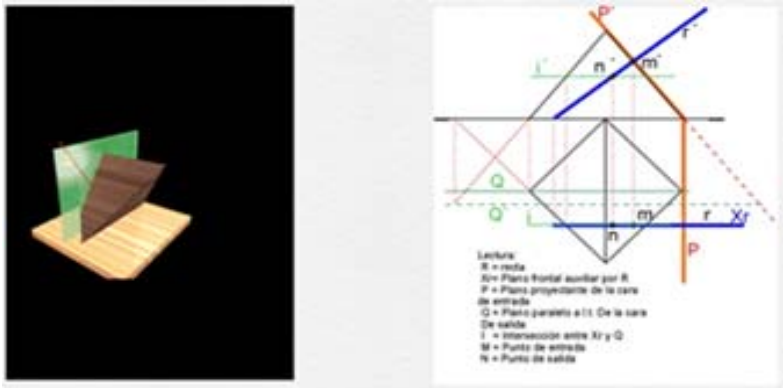 P´
r´
i´ n´ m´
Q
Q´ i m r Xr
n
P
Lectura:
R = recta
Xr= Plano frontal auxiliar por R
P = Plano proyectante de la cara
de entrada
Q = Plano paralelo a l.t. De la cara
De salida
I = Intersección entre Xr y Q
M = Punto de entrada
N = Punto de salida